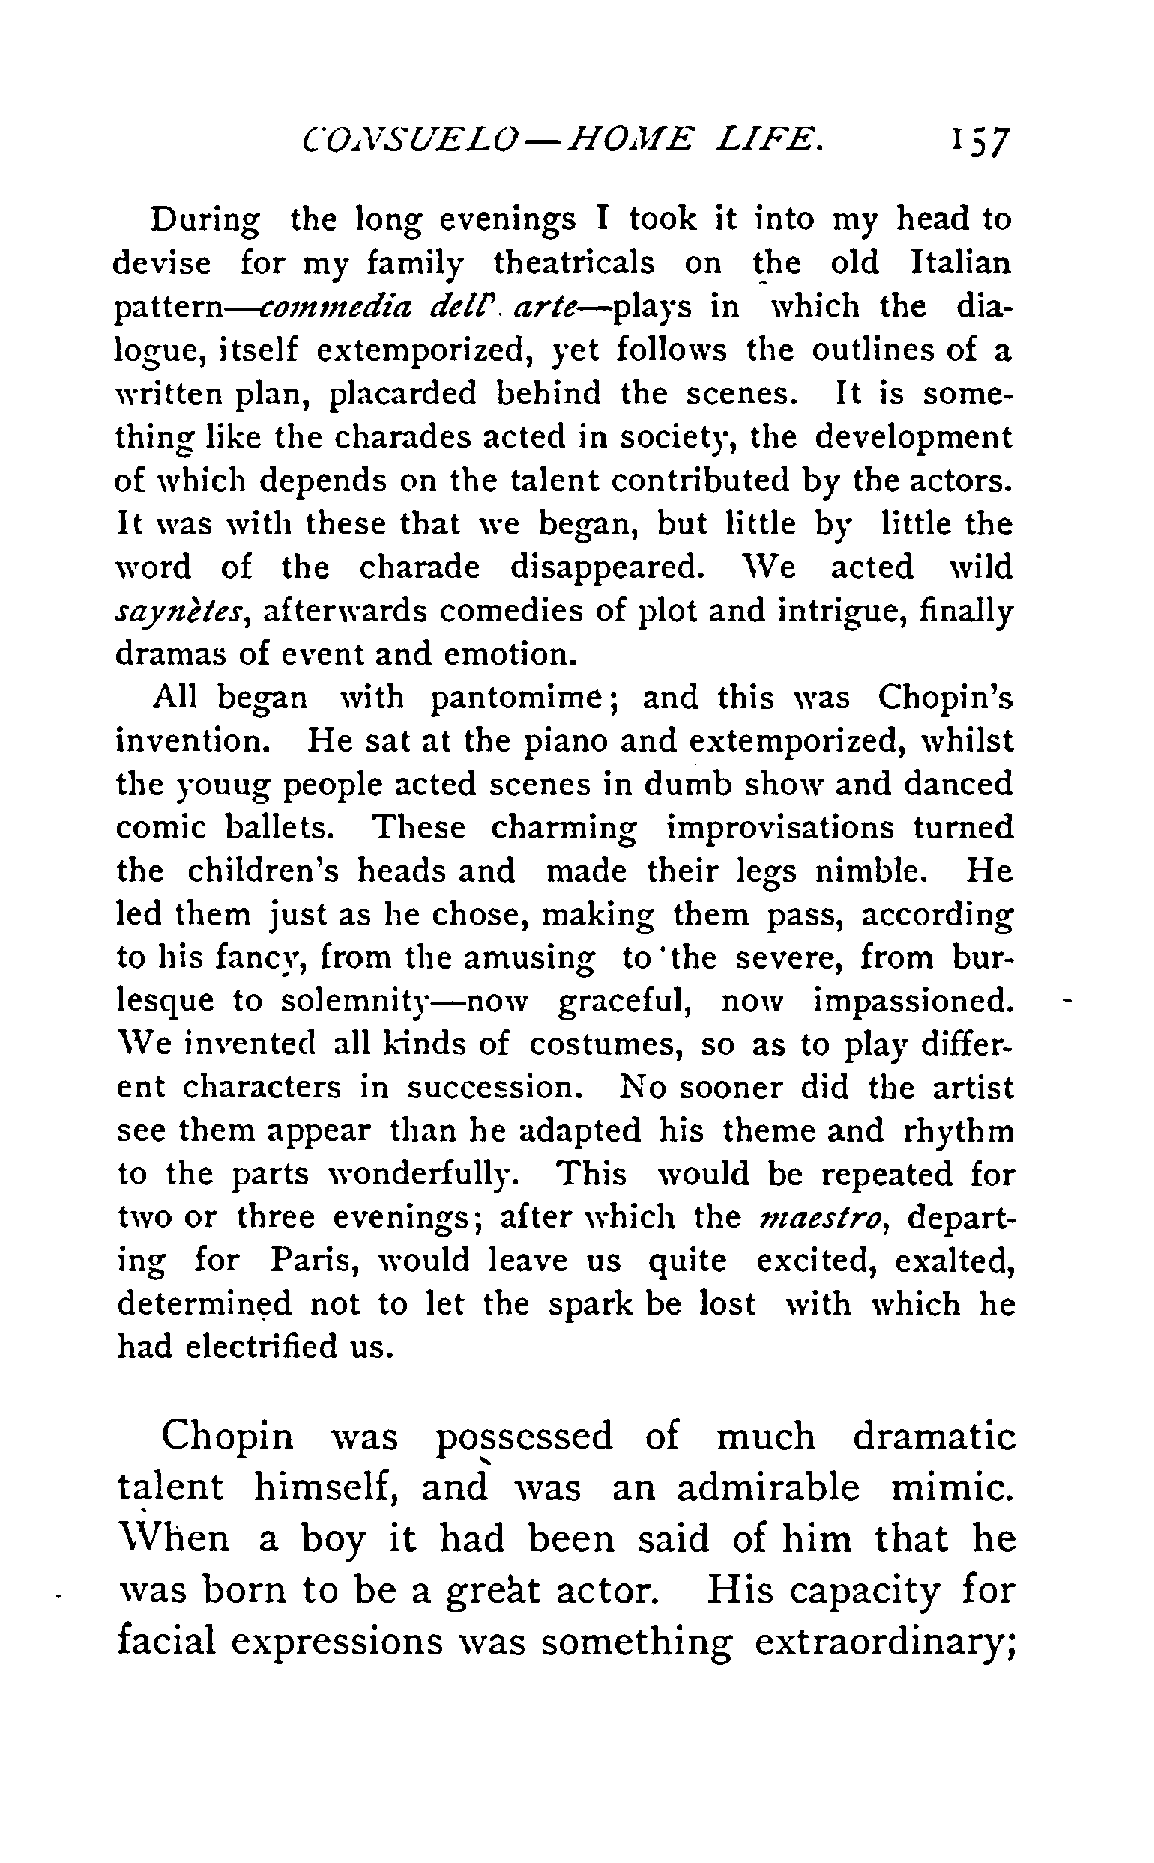 CONSUELO—HOME LIFE. 157
During the long evenings I took it into my head to
devise for my family theatricals on the old Italian
pattern—commedia dell'. arte—plays in which the dia-
logue, itself extemporized, yet follows the outlines of a
written plan, placarded behind the scenes. It is some-
thing like the charades acted in society, the development
of which depends on the talent contributed by the actors.
It was with these that we began, but little by little the
word of the charade disappeared. We acted wild
saynètes, afterwards comedies of plot and intrigue, finally
dramas of event and emotion.
All began with pantomime; and this was Chopin's
invention. He sat at the piano and extemporized, whilst
the youug people acted scenes in dumb show and danced
comic ballets. These charming improvisations turned
the children's heads and made their legs nimble. He
led them just as he chose, making them pass, according
to his fancy, from the amusing to the severe, from bur-
lesque to solemnity—now graceful, now impassioned.
We invented all kinds of costumes, so as to play differ-
ent characters in succession. No sooner did the artist
see them appear than he adapted his theme and rhythm
to the parts wonderfully. This would be repeated for
two or three evenings; after which the maestro, depart-
ing for Paris, would leave us quite excited, exalted,
determined not to let the spark be lost with which he
had electrified us.
Chopin was possessed of much dramatic
talent himself, and was an admirable mimic.
When a boy it had been said of him that he
was born to be a great actor. His capacity for
facial expressions was something extraordinary;